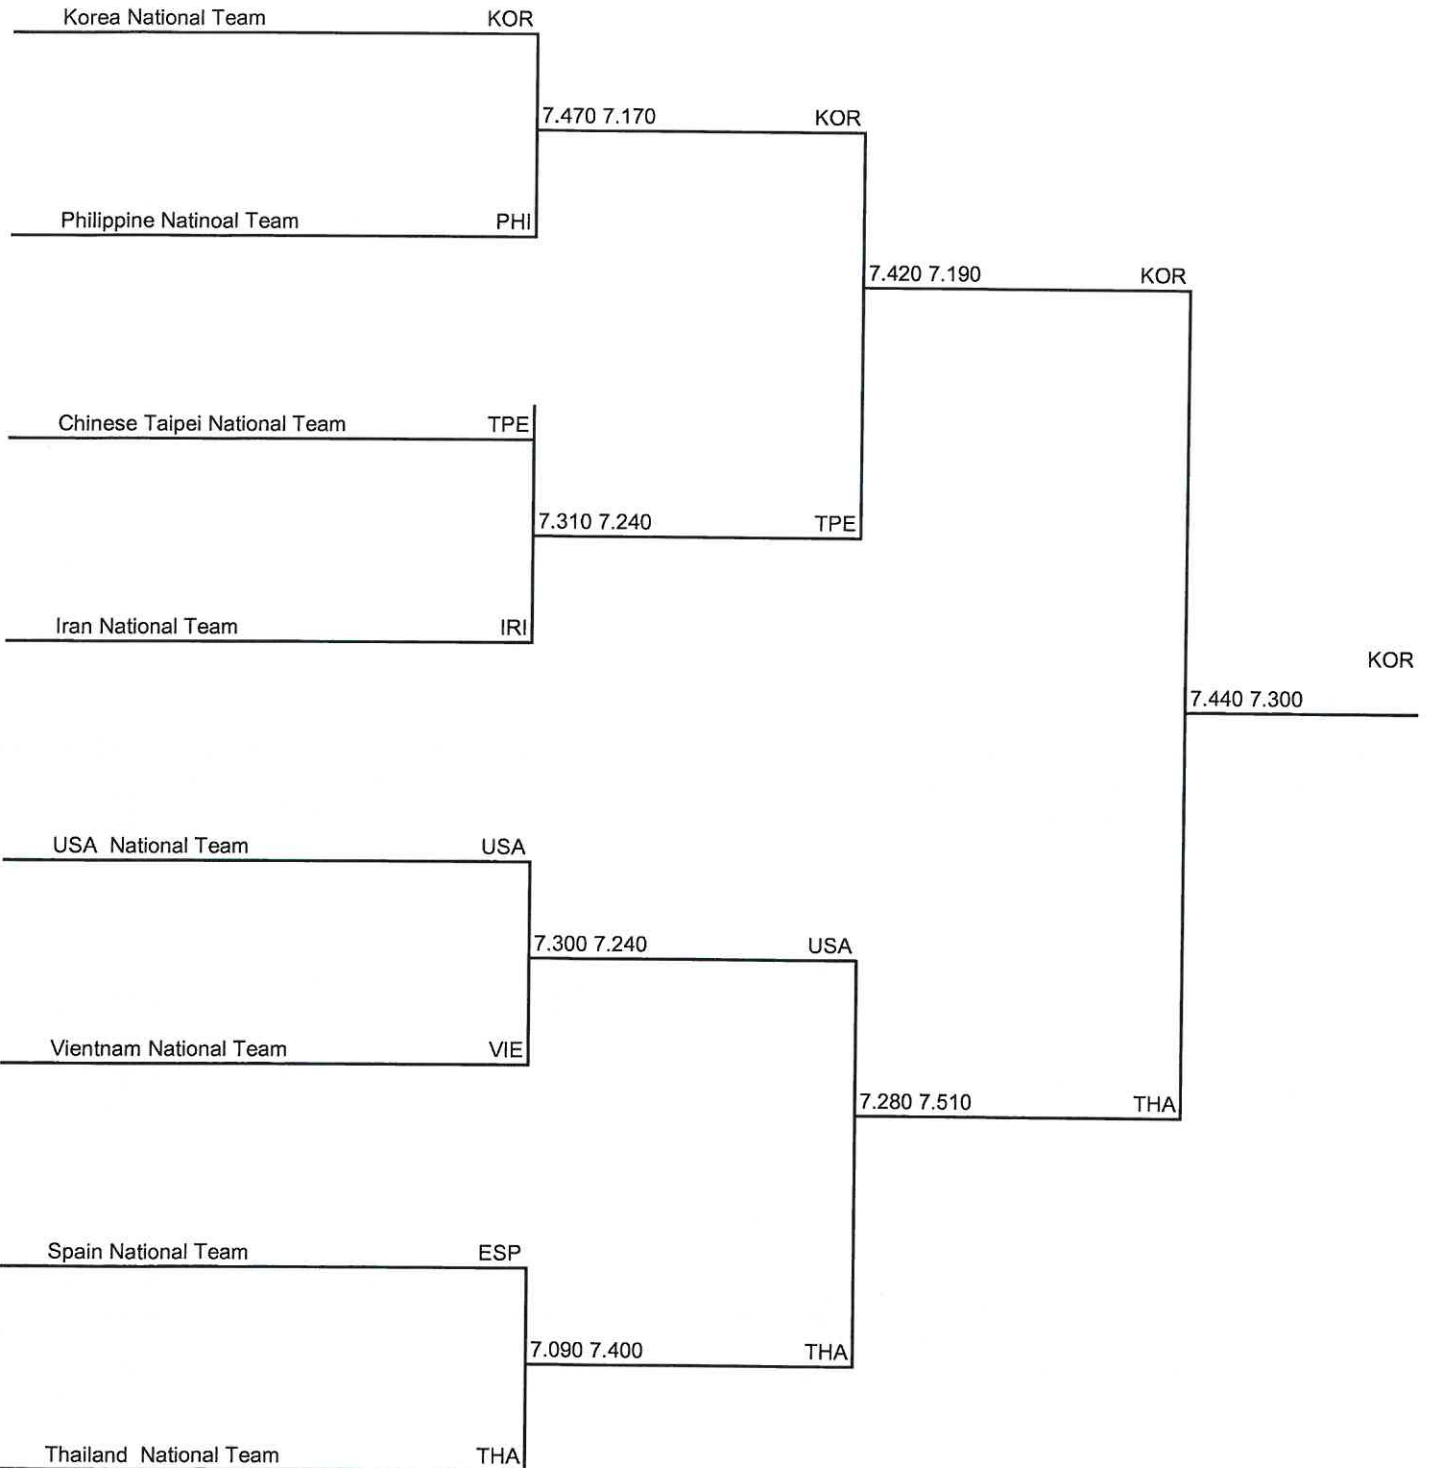 Korea National Team KOR
7.470 7.170 KOR
Philippine Natinoal Team PHI
7.420 7.190 KOR
Chinese Taipei National Team TPE
7.310 7.240 TPE
Iran National Team IRI
KOR
7.440 7.300
USA National Team USA
7.300 7.240 USA
Vientnam National Team VIE
7.280 7.510 THA
Spain National Team ESP
7.090 7.400 THA
Thailand National Team THA